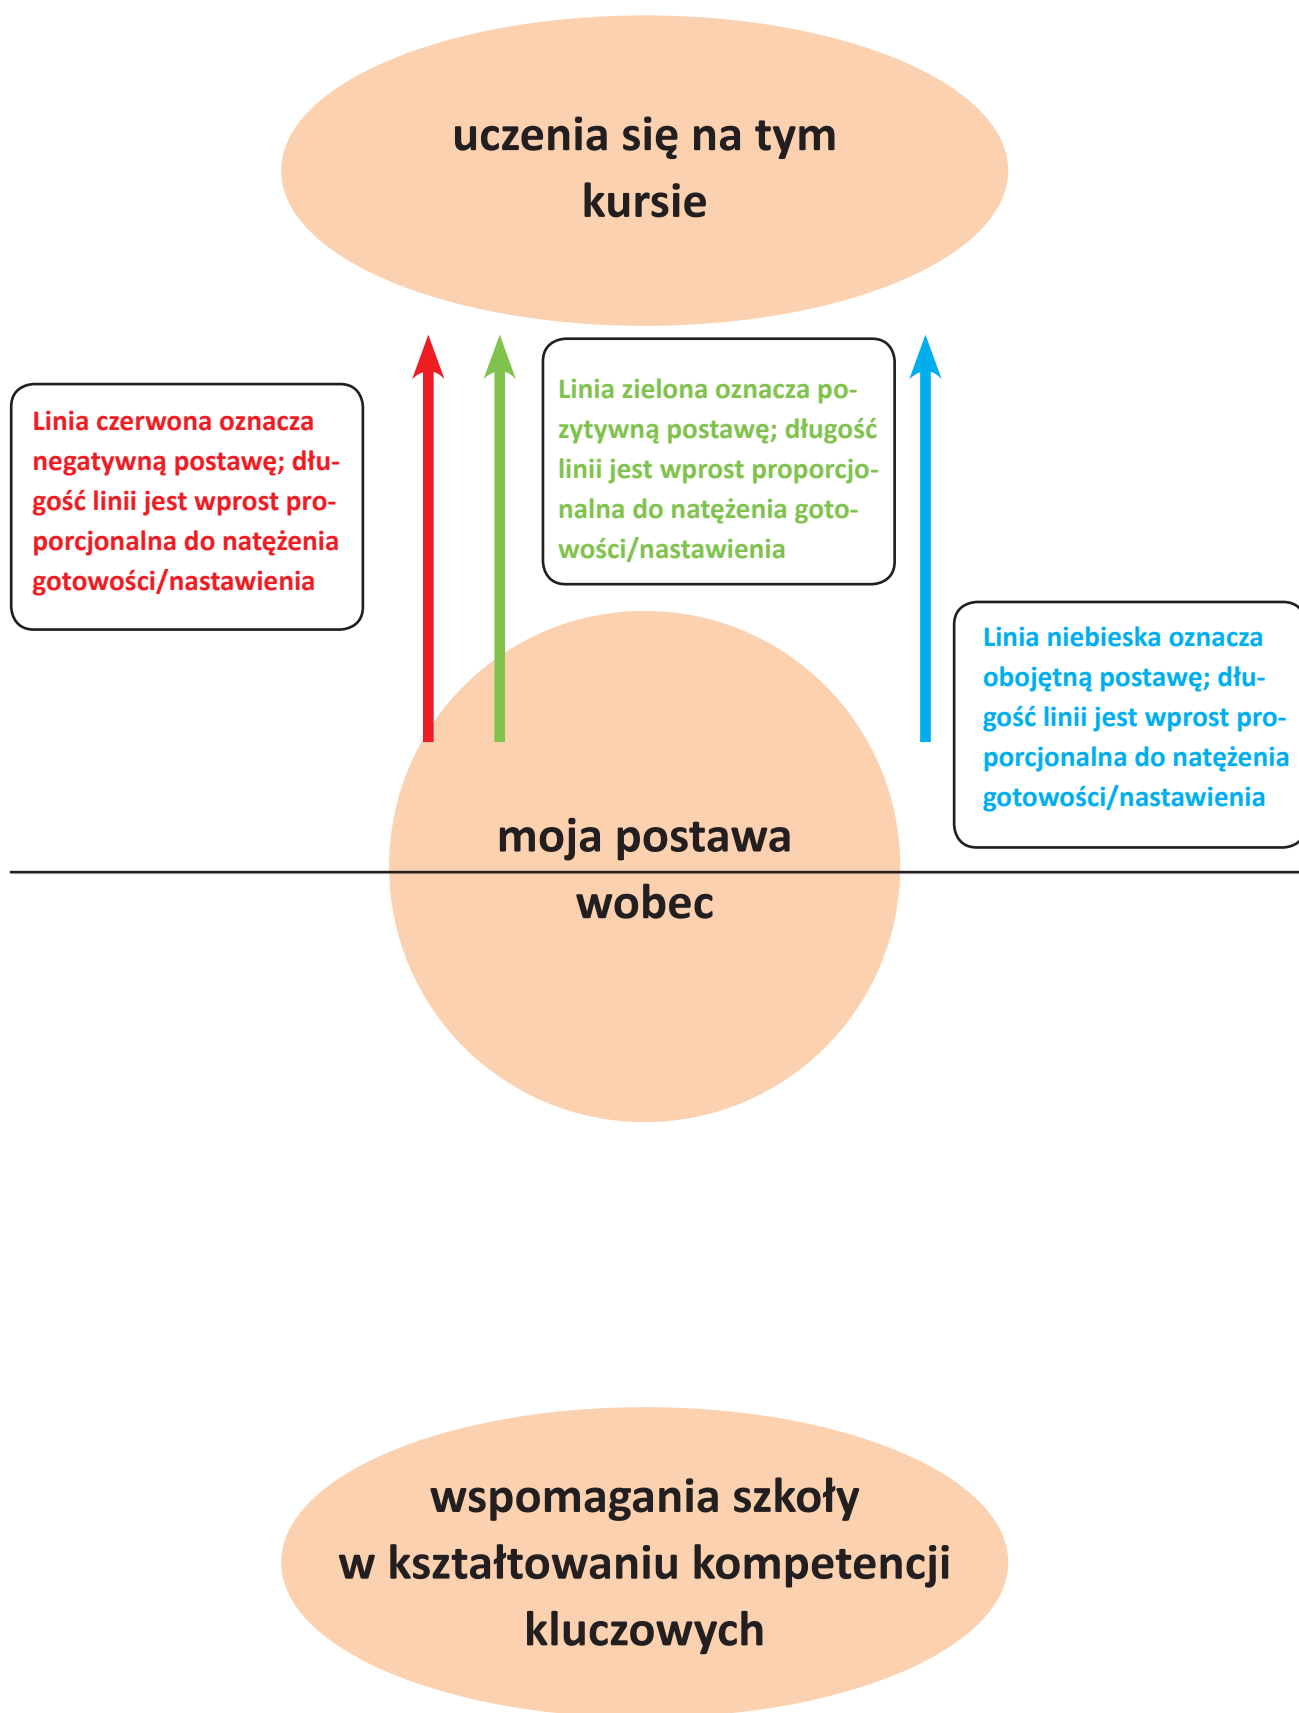 uczenia się na tym
kursie
Linia czerwona oznacza
negatywną postawę; dłu-
gość linii jest wprost pro-
porcjonalna do natężenia
gotowości/nastawienia
Linia zielona oznacza po-
zytywną postawę; długość
linii jest wprost proporcjo-
nalna do natężenia goto-
wości/nastawienia
Linia niebieska oznacza
obojętną postawę; dłu-
gość linii jest wprost pro-
porcjonalna do natężenia
gotowości/nastawienia
moja postawa
wobec
wspomagania szkoły
w kształtowaniu kompetencji
kluczowych